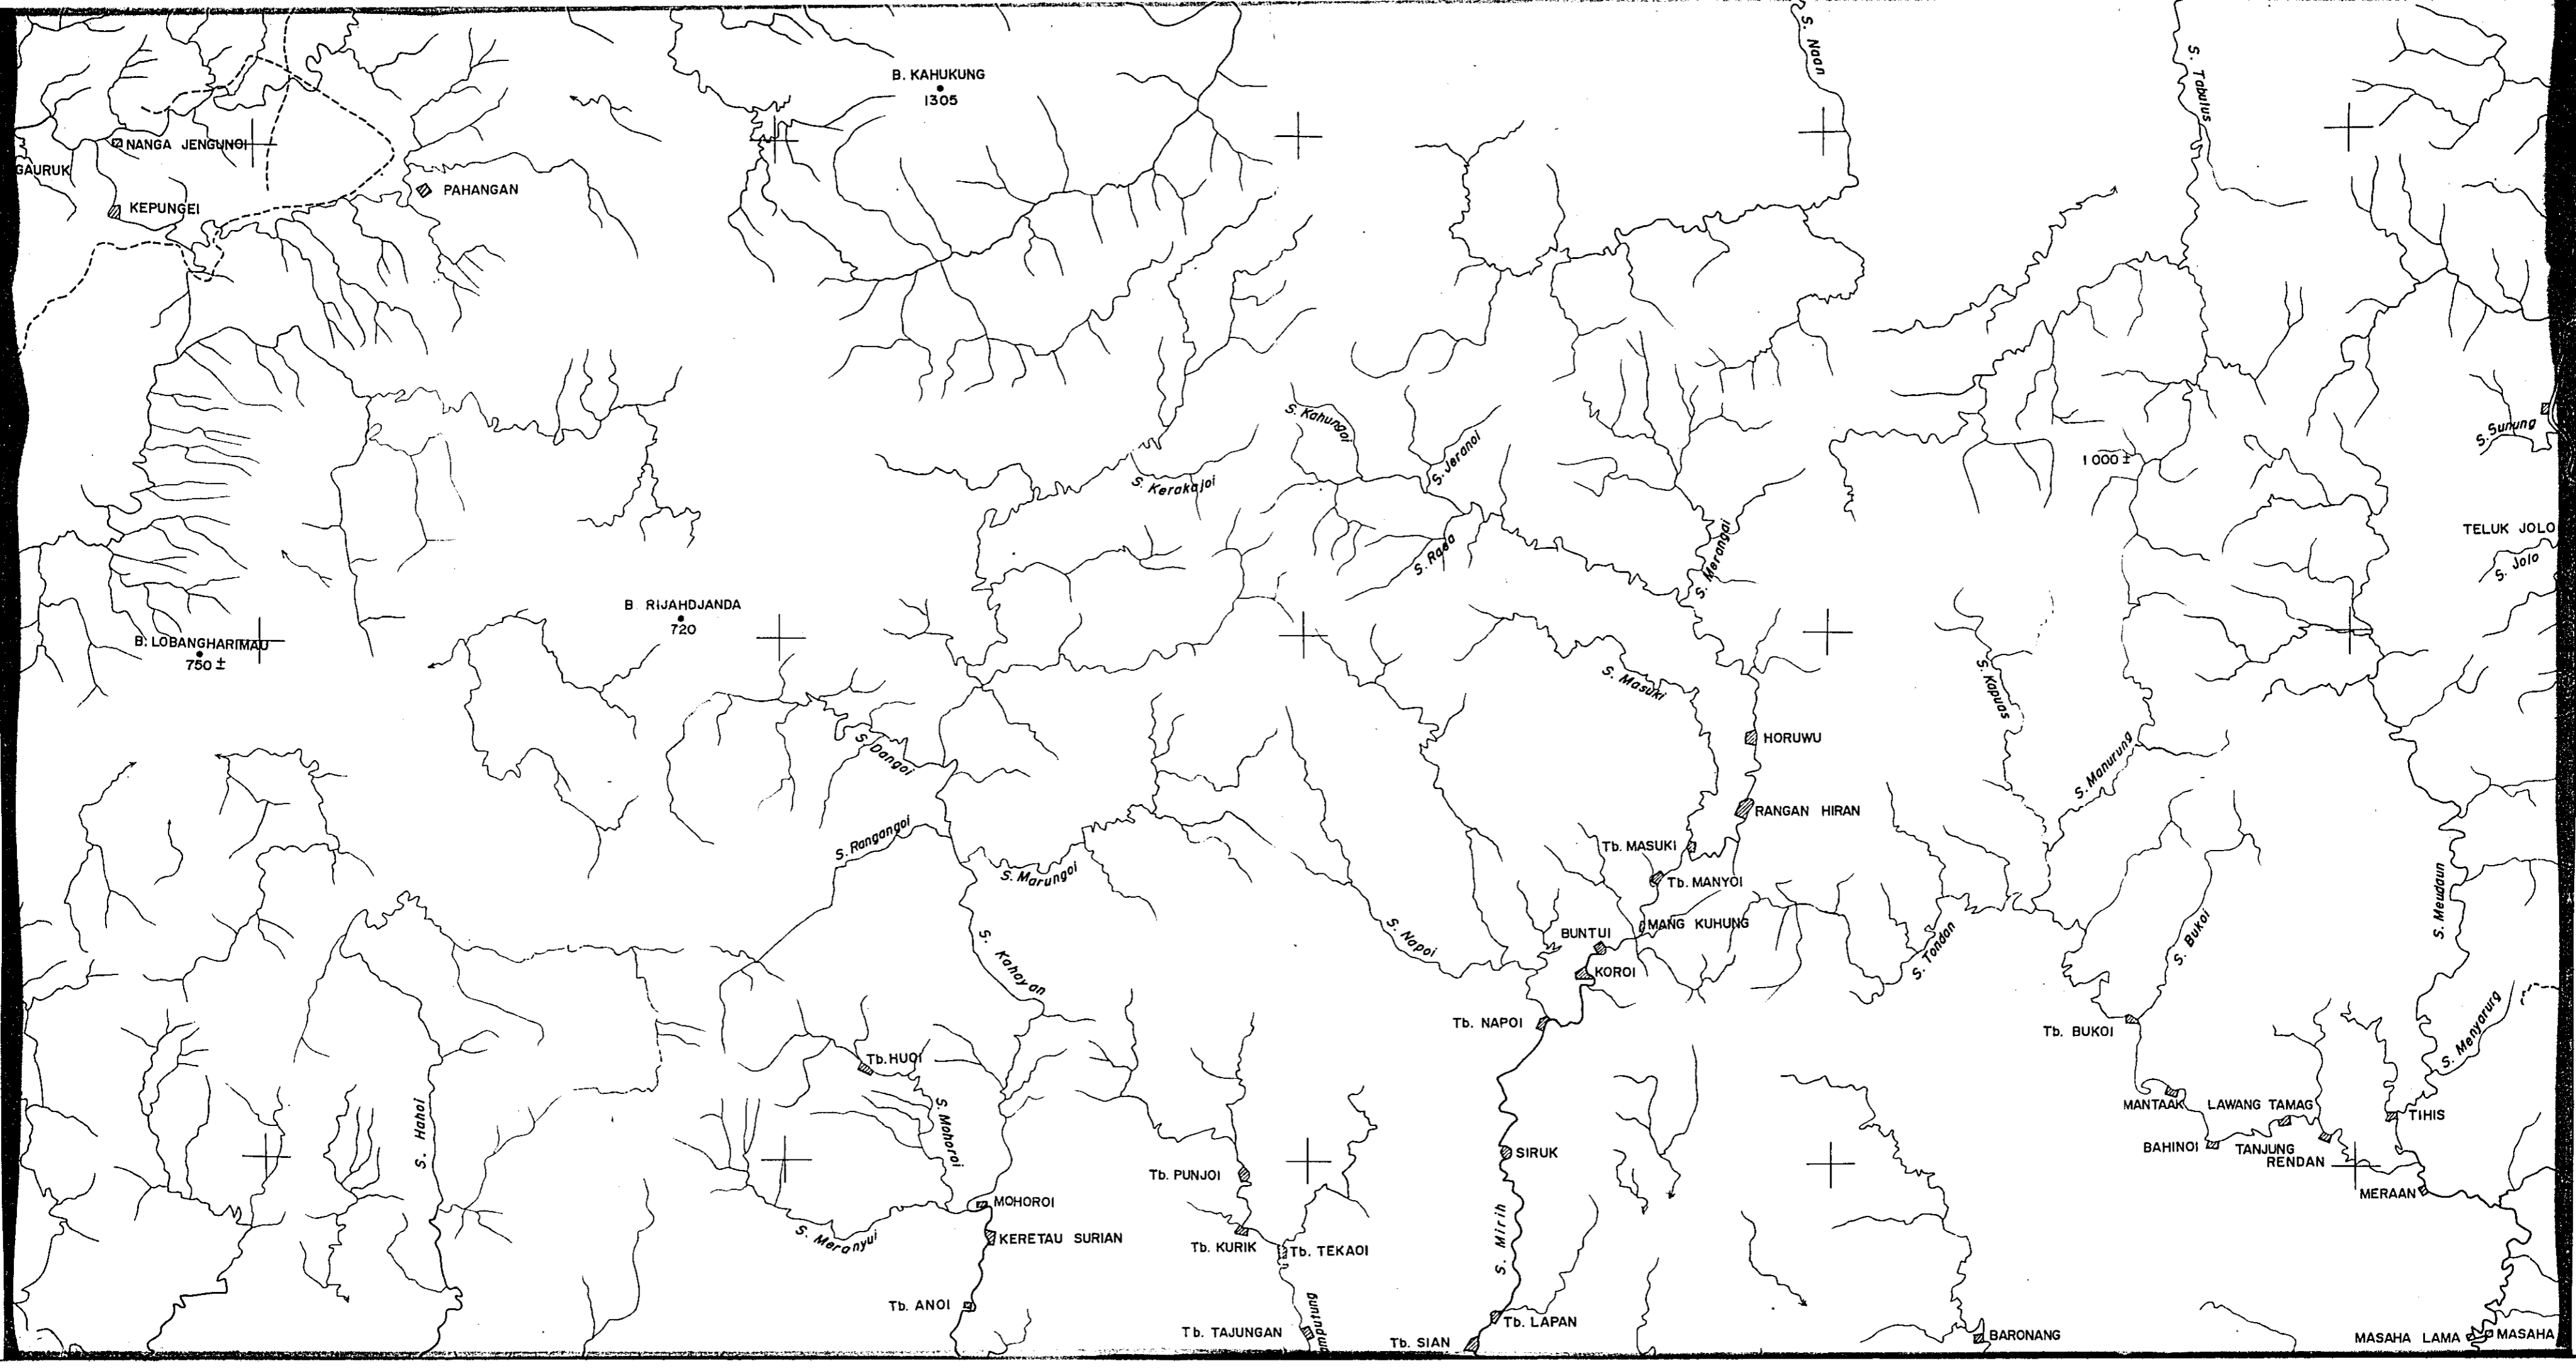 S. Naan
S. Tabulus
B. KAHUKUNG
1305
NANGA JENGUNOI
GAURUK
PAHANGAN
KEPUNGEI
S. Kahungoi
S. Jeranoi
S. Sunung
1000 ±
S. Kerakajoi
TELUK JOLO
S. Jolo
S. Raaa
S. Merangai
B. RIJAHDJANDA
720
B. LOBANGHARIMAU
750 ±
S. Masuki
S. Kapuas
HORUWU
S. Dangoi
S. Manurung
RANGAN HIRAN
S. Rangangoi
Tb. MASUKI
S. Marungoi
Tb. MANYOI
S. Meudaun
MANG KUHUNG
BUNTUI
S. Napoi
S. Bukoi
S. Tondan
KOROI
S. Kahayan
Tb. NAPOI
Tb. BUKOI
S. Menyarurg
Tb. HUOI
S. Hahoi
S. Mohoroi
MANTAAK
LAWANG TAMAG
TIHIS
BAHINOI
TANJUNG
RENDAN
SIRUK
Tb. PUNJOI
MERAAN
MOHOROI
S. Mirih
KERETAU SURIAN
S. Meranyui
Tb. KURIK
Tb. TEKAOI
Tb. ANOI
Tb. LAPAN
Tb. TAJUNGAN
Tb. SIAN
BARONANG
MASAHA LAMA
MASAHA